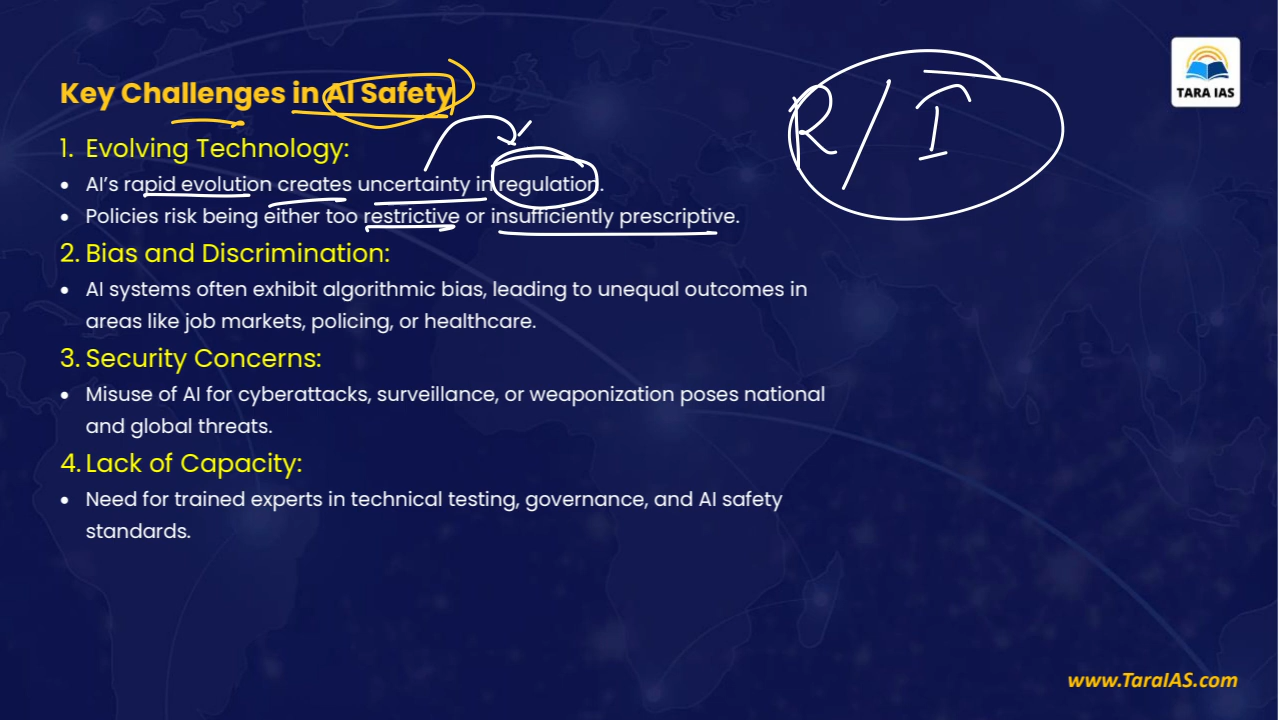 Key Challenges in AI Safety
TARA IAS
R/I
1. Evolving Technology:
• AI's rapid evolution creates uncertainty in regulation.
• Policies risk being either too restrictive or insufficiently prescriptive.
2. Bias and Discrimination:
• AI systems often exhibit algorithmic bias, leading to unequal outcomes in
areas like job markets, policing, or healthcare.
3. Security Concerns:
• Misuse of AI for cyberattacks, surveillance, or weaponization poses national
and global threats.
4. Lack of Capacity:
• Need for trained experts in technical testing, governance, and AI safety
standards.
www.TaraIAS.com